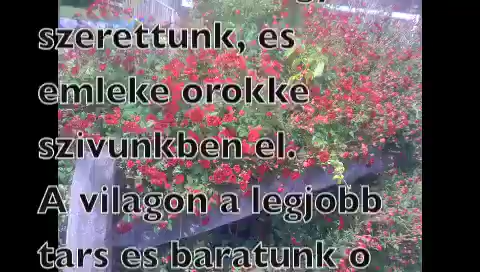 szerettunk, es
emleke orokke
szivunkben el.
A vilagon a legjobb
tars es baratunk o